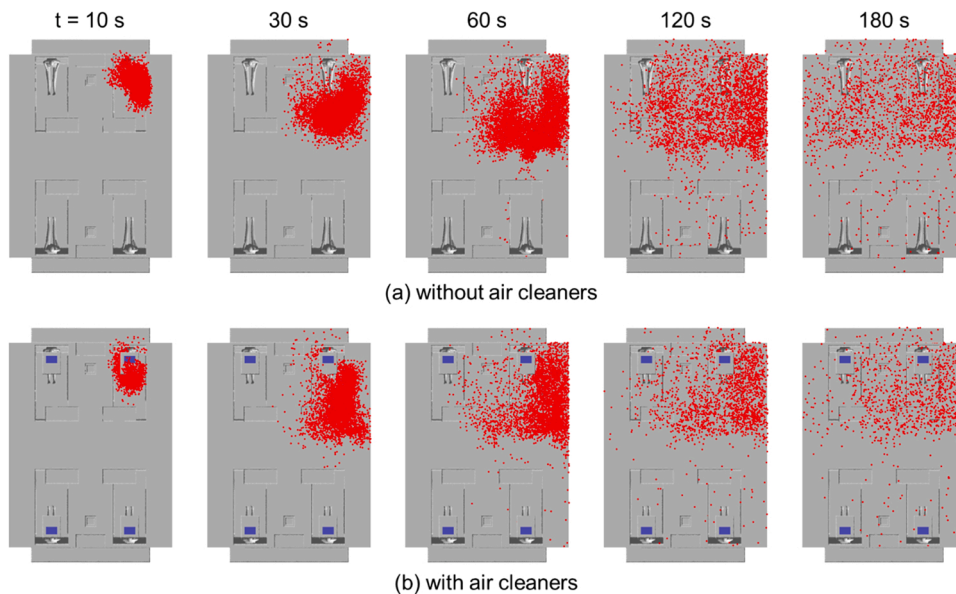 t = 10 s 30 s 60 s 120 s 180 s
(a) without air cleaners
(b) with air cleaners